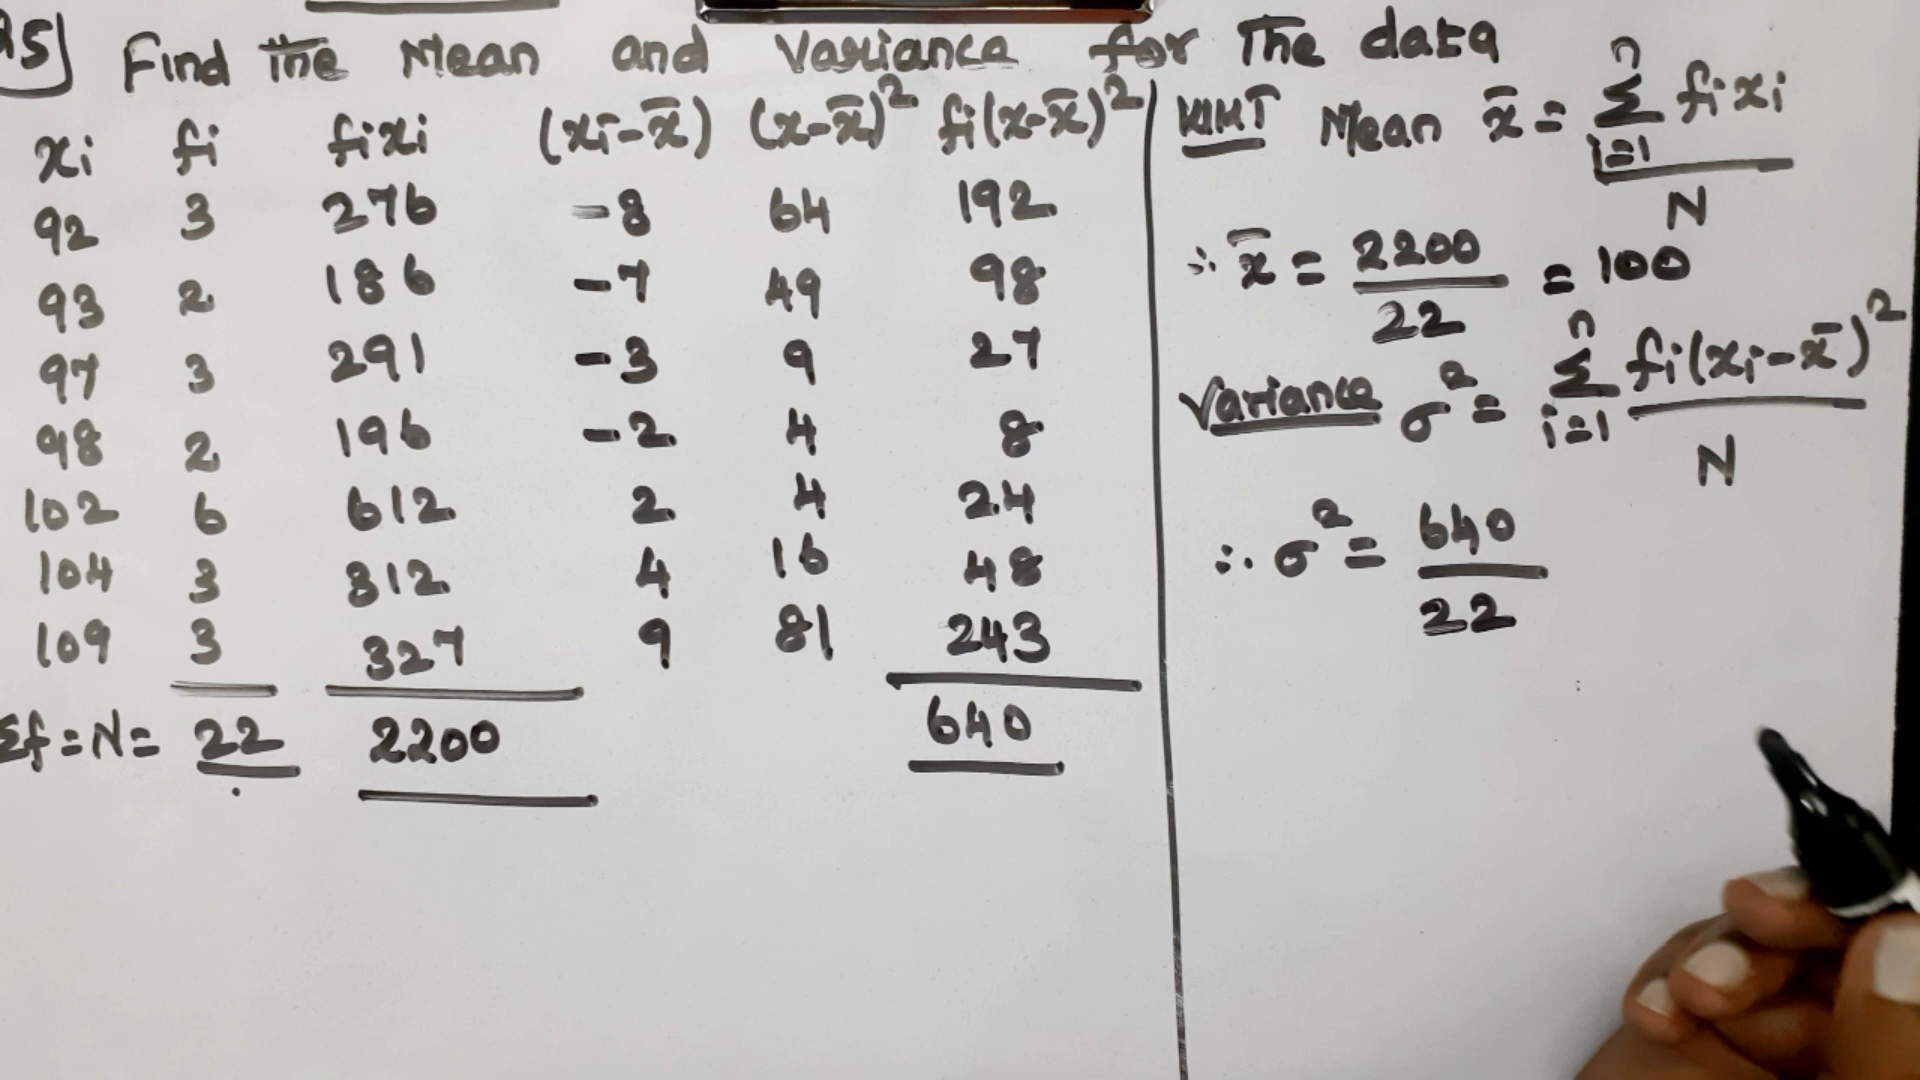 25) Find the Mean and Variance for The data
xi fi fixi (xi-x̄) (x-x̄)² fi(x-x̄)²
92 3 276 -8 64 192
93 2 186 -7 49 98
97 3 291 -3 9 27
98 2 196 -2 4 8
102 6 612 2 4 24
104 3 312 4 16 48
109 3 327 9 81 243
Σf = N = 22 2200 640
WKT Mean x̄ = Σ fixi
n
i=1
N
∴ x̄ = 2200/22 = 100
Variance σ² = Σ fi(xi-x̄)²
n
i=1
N
∴ σ² = 640/22